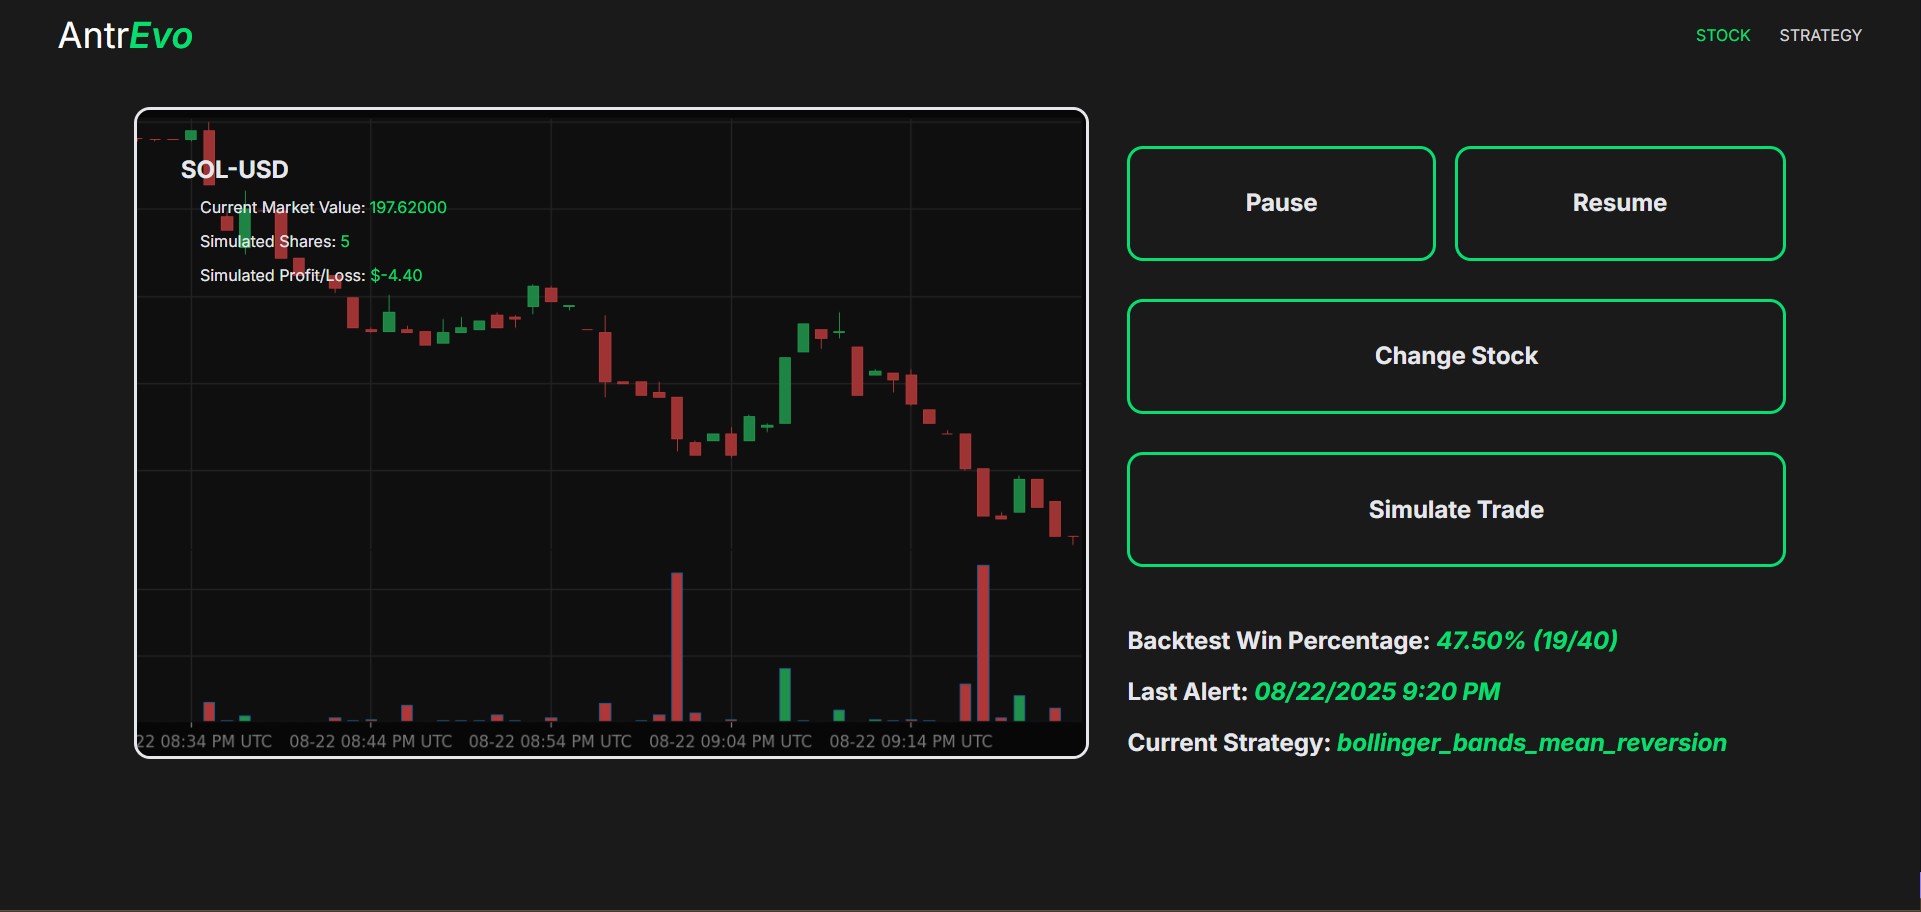 AntrEvo
STOCK STRATEGY
SOL-USD
Current Market Value: 197.62000
Simulated Shares: 5
Simulated Profit/Loss: $-4.40
22 08:34 PM UTC 08-22 08:44 PM UTC 08-22 08:54 PM UTC 08-22 09:04 PM UTC 08-22 09:14 PM UTC
Pause Resume
Change Stock
Simulate Trade
Backtest Win Percentage: 47.50% (19/40)
Last Alert: 08/22/2025 9:20 PM
Current Strategy: bollinger_bands_mean_reversion